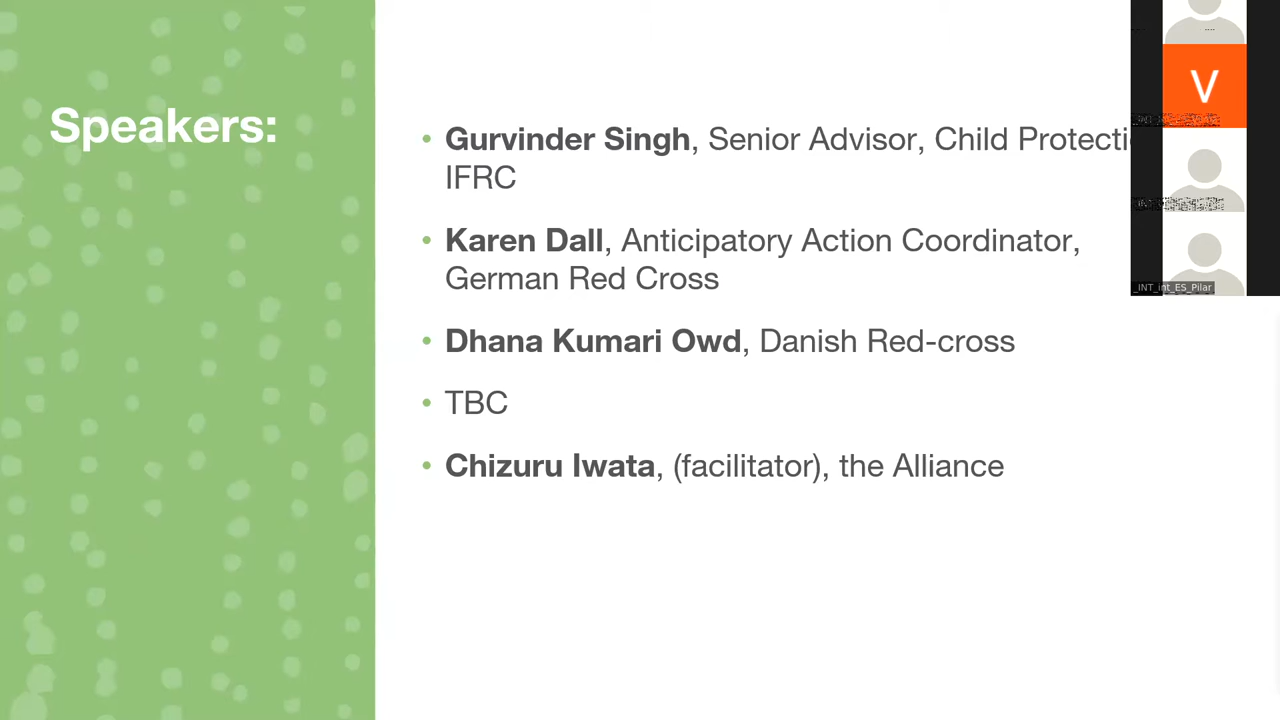 Speakers:
• Gurvinder Singh, Senior Advisor, Child
IFRC
• Karen Dall, Anticipatory Action Coordinator,
German Red Cross
• Dhana Kumari Owd, Danish Red-cross
• TBC
• Chizuru Iwata, (facilitator), the Alliance
V
_INT_int_ES_Pilar